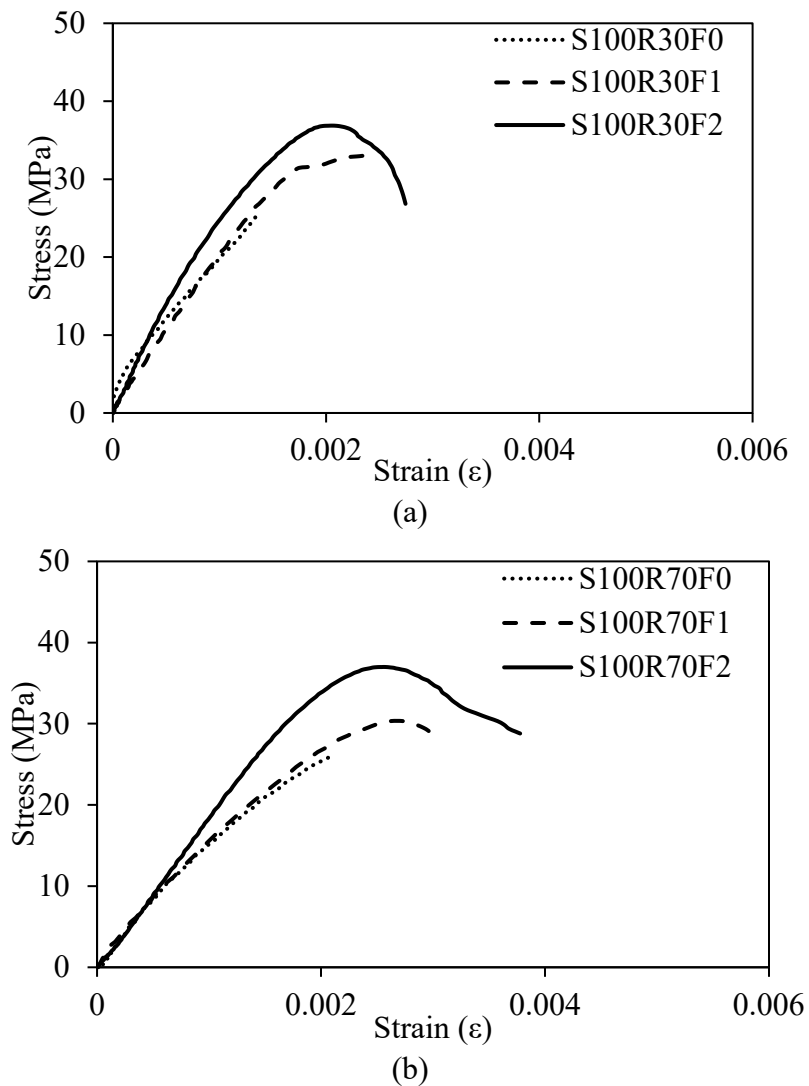 50
40
30
20
10
0
Stress (MPa)
S100R30F0
S100R30F1
S100R30F2
0 0.002 0.004 0.006
Strain (ε)
(a)
50
40
30
20
10
0
Stress (MPa)
S100R70F0
S100R70F1
S100R70F2
0 0.002 0.004 0.006
Strain (ε)
(b)